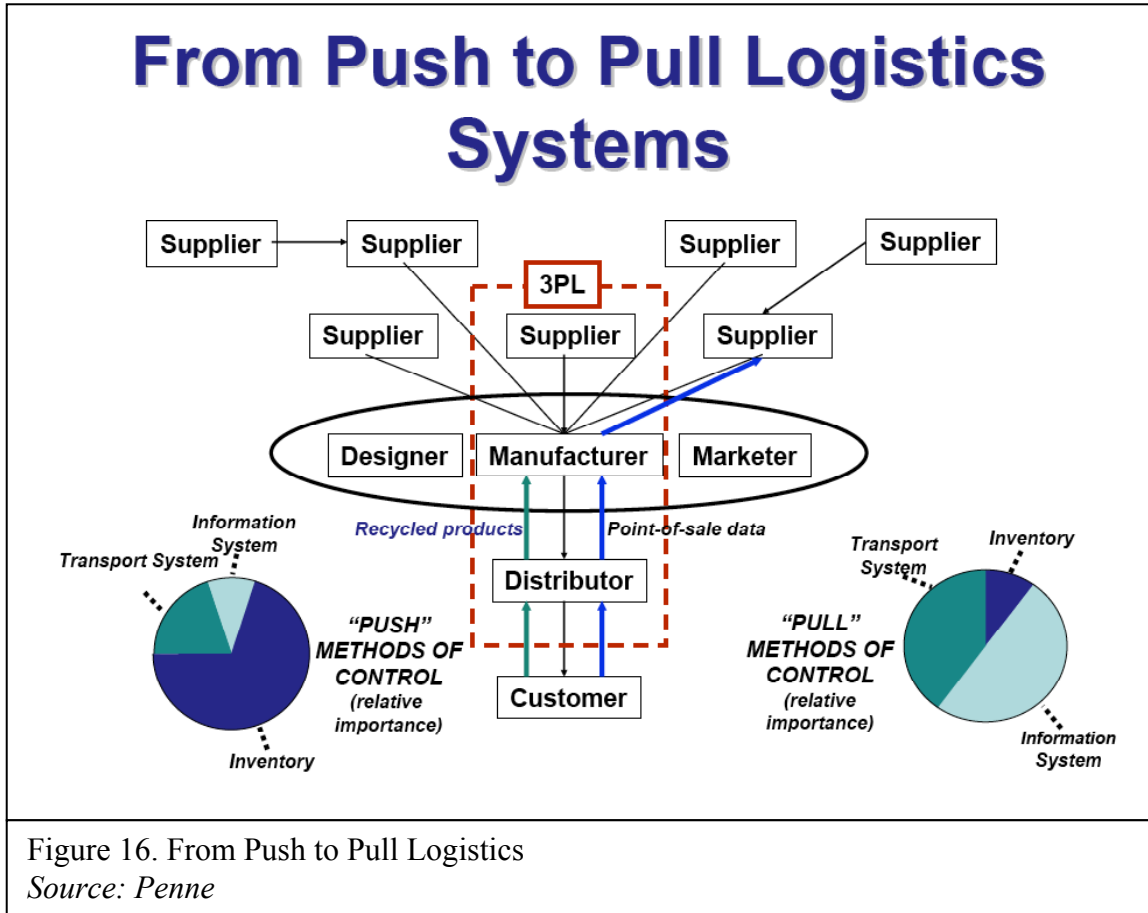 From Push to Pull Logistics
Systems
Supplier
Supplier
Supplier
Supplier
3PL
Supplier
Supplier
Supplier
Designer
Manufacturer
Marketer
Recycled products
Point-of-sale data
Distributor
Customer
Information
System
Transport System
Inventory
“PUSH”
METHODS OF
CONTROL
(relative
importance)
“PULL”
METHODS OF
CONTROL
(relative
importance)
Transport
System
Inventory
Information
System
Figure 16. From Push to Pull Logistics
Source: Penne